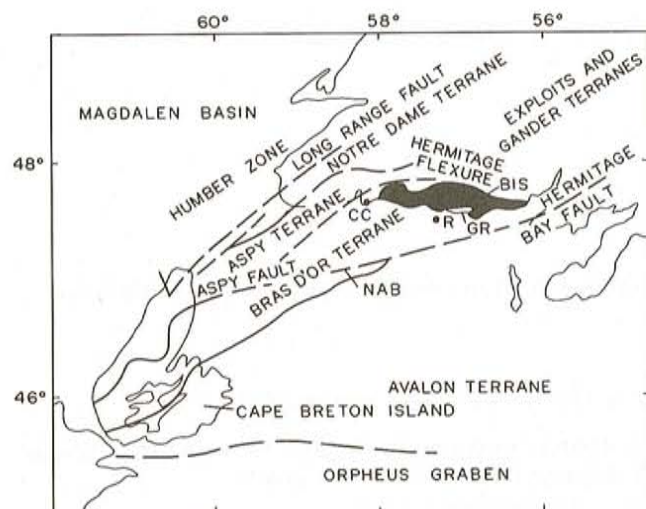 60°
58°
56°
MAGDALEN BASIN
HUMBER ZONE
LONG RANGE FAULT
NOTRE DAME TERRANE
EXPLOITS AND
GANDER TERRANES
48°
HERMITAGE
FLEXURE
BIS
HERMITAGE
BAY FAULT
CC
R
GR
ASPY TERRANE
ASPY FAULT
BRAS D'OR TERRANE
NAB
46°
AVALON TERRANE
CAPE BRETON ISLAND
ORPHEUS GRABEN